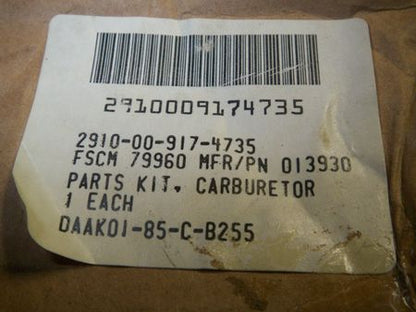 2910009174735
2910-00-917-4735
FSCM 79960 MFR/PN 013930
PARTS KIT, CARBURETOR
1 EACH
DAAK01-85-C-B255